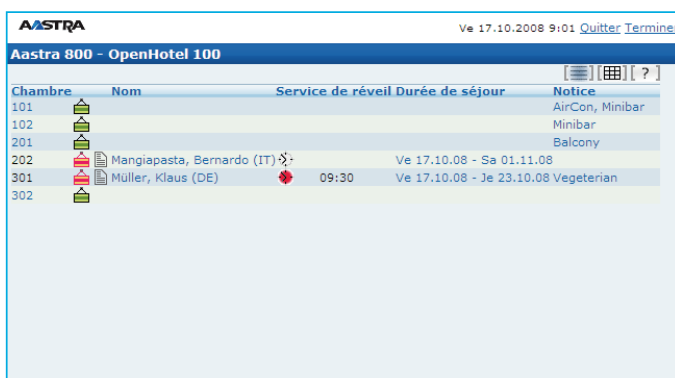 AASTRA
Ve 17.10.2008 9:01 Quitter Termine
Aastra 800 - OpenHotel 100
[ ] [ ] [ ? ]
Chambre Nom Service de réveil Durée de séjour Notice
101 AirCon, Minibar
102 Minibar
201 Balcony
202 Mangiapasta, Bernardo (IT) Ve 17.10.08 - Sa 01.11.08
301 Müller, Klaus (DE) 09:30 Ve 17.10.08 - Je 23.10.08 Vegeterian
302